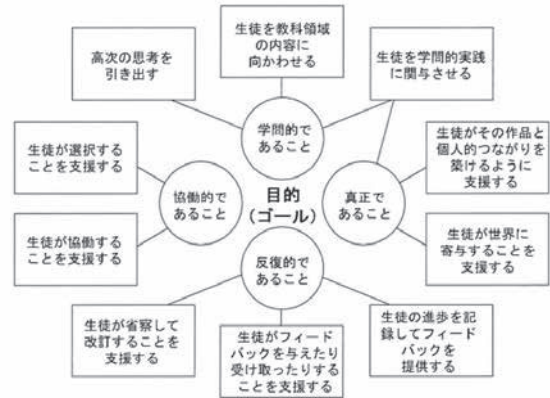 生徒を教科領域
の内容に
向かわせる
高次の思考を
引き出す
生徒を学問的実践
に関与させる
学問的で
あること
生徒が選択する
ことを支援する
生徒がその作品と
個人的つながりを
築けるように
支援する
協働的で
あること
目的
(ゴール)
真正で
あること
生徒が協働する
ことを支援する
生徒が世界に
寄与することを
支援する
反復的で
あること
生徒が省察して
改訂することを
支援する
生徒がフィード
バックを与えたり
受け取ったりする
ことを支援する
生徒の進歩を記
録してフィード
バックを
提供する